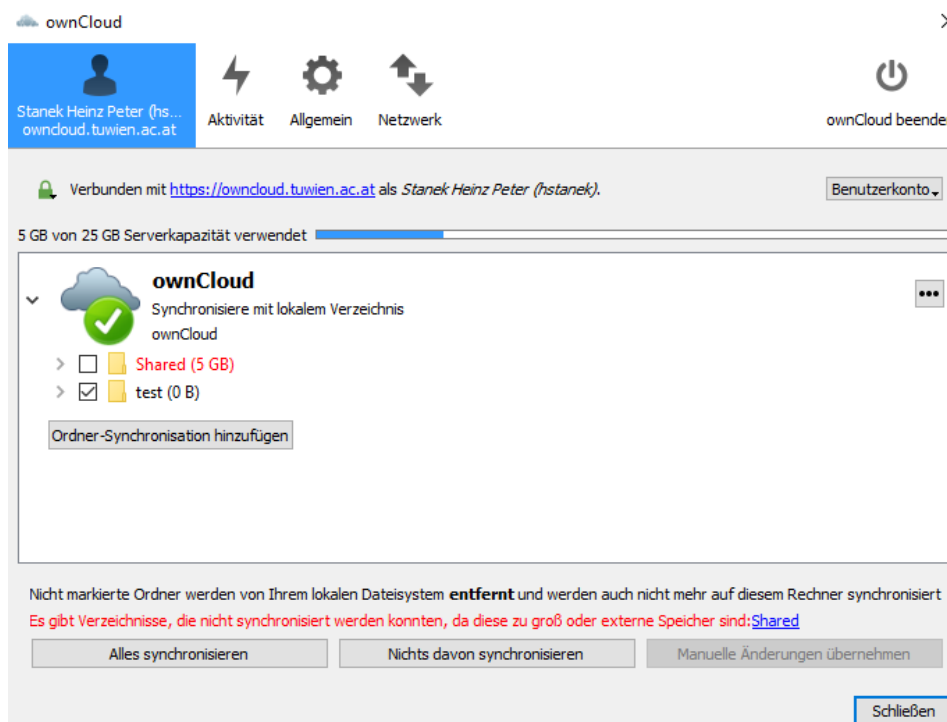 ownCloud
Stanek Heinz Peter (hs...
owncloud.tuwien.ac.at
Aktivität
Allgemein
Netzwerk
ownCloud beenden
Verbunden mit https://owncloud.tuwien.ac.at als Stanek Heinz Peter (hstanek).
Benutzerkonto
5 GB von 25 GB Serverkapazität verwendet
ownCloud
Synchronisiere mit lokalem Verzeichnis
ownCloud
Shared (5 GB)
test (0 B)
Ordner-Synchronisation hinzufügen
Nicht markierte Ordner werden von Ihrem lokalen Dateisystem entfernt und werden auch nicht mehr auf diesem Rechner synchronisiert
Es gibt Verzeichnisse, die nicht synchronisiert werden konnten, da diese zu groß oder externe Speicher sind:Shared
Alles synchronisieren
Nichts davon synchronisieren
Manuelle Änderungen übernehmen
Schließen